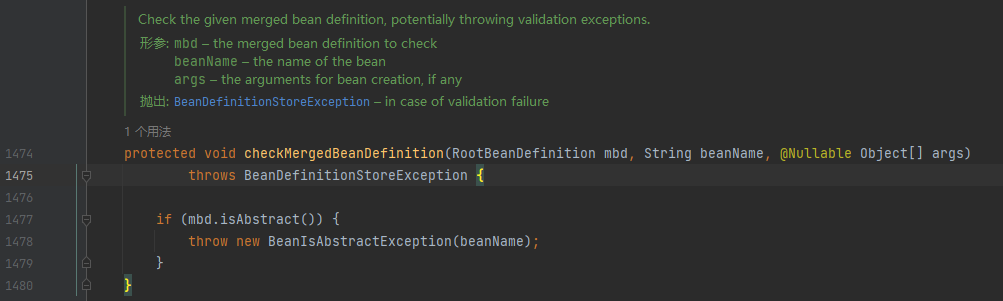 Check the given merged bean definition, potentially throwing validation exceptions.
形参: mbd – the merged bean definition to check
beanName – the name of the bean
args – the arguments for bean creation, if any
抛出: BeanDefinitionStoreException – in case of validation failure
1 个用法
1474 protected void checkMergedBeanDefinition(RootBeanDefinition mbd, String beanName, @Nullable Object[] args)
1475 throws BeanDefinitionStoreException {
1476
1477 if (mbd.isAbstract()) {
1478 throw new BeanIsAbstractException(beanName);
1479 }
1480 }